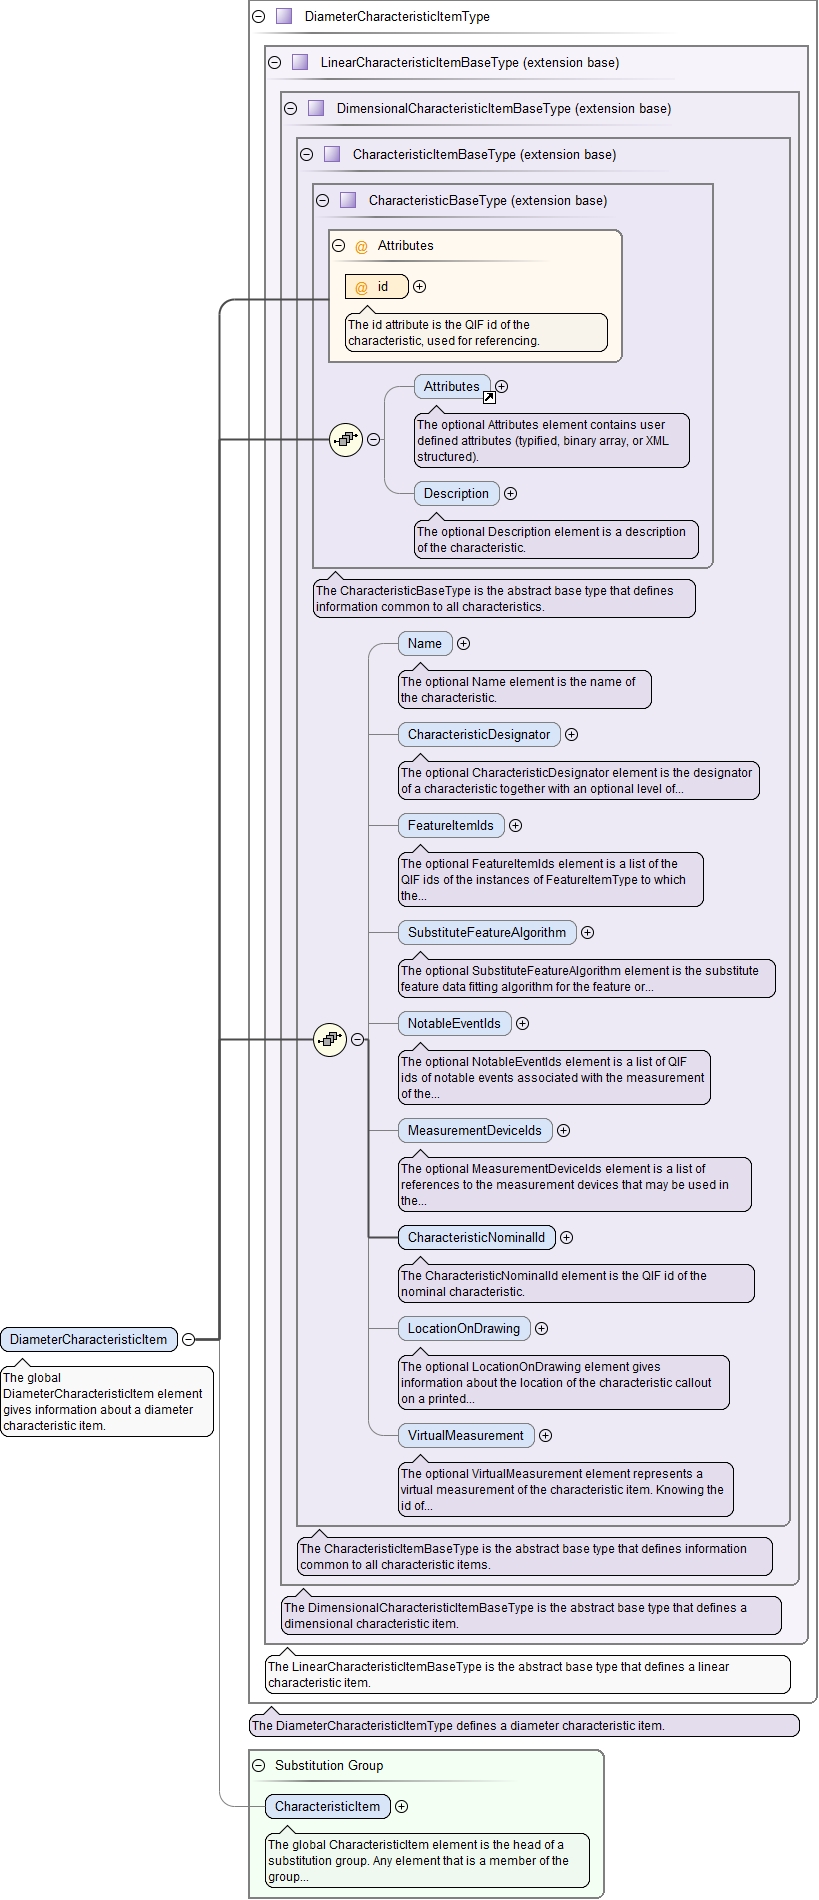 DiameterCharacteristicItemType
LinearCharacteristicItemBaseType (extension base)
DimensionalCharacteristicItemBaseType (extension base)
CharacteristicItemBaseType (extension base)
CharacteristicBaseType (extension base)
@ Attributes
@ id
The id attribute is the QIF id of the
characteristic, used for referencing.
Attributes
The optional Attributes element contains user
defined attributes (typified, binary array, or XML
structured).
Description
The optional Description element is a description
of the characteristic.
The CharacteristicBaseType is the abstract base type that defines
information common to all characteristics.
Name
The optional Name element is the name of
the characteristic.
CharacteristicDesignator
The optional CharacteristicDesignator element is the designator
of a characteristic together with an optional level of...
FeatureItemIds
The optional FeatureItemIds element is a list of the
QIF ids of the instances of FeatureItemType to which
the...
SubstituteFeatureAlgorithm
The optional SubstituteFeatureAlgorithm element is the substitute
feature data fitting algorithm for the feature or...
NotableEventIds
The optional NotableEventIds element is a list of QIF
ids of notable events associated with the measurement
of the...
MeasurementDeviceIds
The optional MeasurementDeviceIds element is a list of
references to the measurement devices that may be used in
the...
CharacteristicNominalId
The CharacteristicNominalId element is the QIF id of the
nominal characteristic.
LocationOnDrawing
The optional LocationOnDrawing element gives
information about the location of the characteristic callout
on a printed...
VirtualMeasurement
The optional VirtualMeasurement element represents a
virtual measurement of the characteristic item. Knowing the
id of...
DiameterCharacteristicItem
The global
DiameterCharacteristicItem element
gives information about a diameter
characteristic item.
The CharacteristicItemBaseType is the abstract base type that defines information
common to all characteristic items.
The DimensionalCharacteristicItemBaseType is the abstract base type that defines a
dimensional characteristic item.
The LinearCharacteristicItemBaseType is the abstract base type that defines a linear
characteristic item.
The DiameterCharacteristicItemType defines a diameter characteristic item.
Substitution Group
CharacteristicItem
The global CharacteristicItem element is the head of a
substitution group. Any element that is a member of the
group...